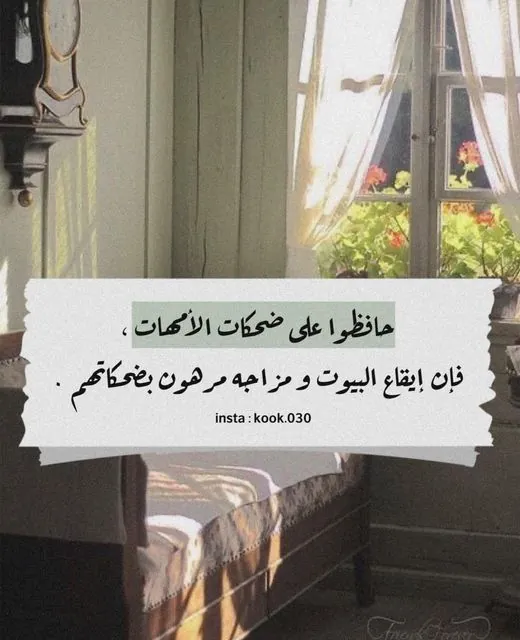 حافظوا على ضحكات الأمهات ،
فإن إيقاع البيوت و مزاجه مرهون بضحكاتهم .
insta : kook.030